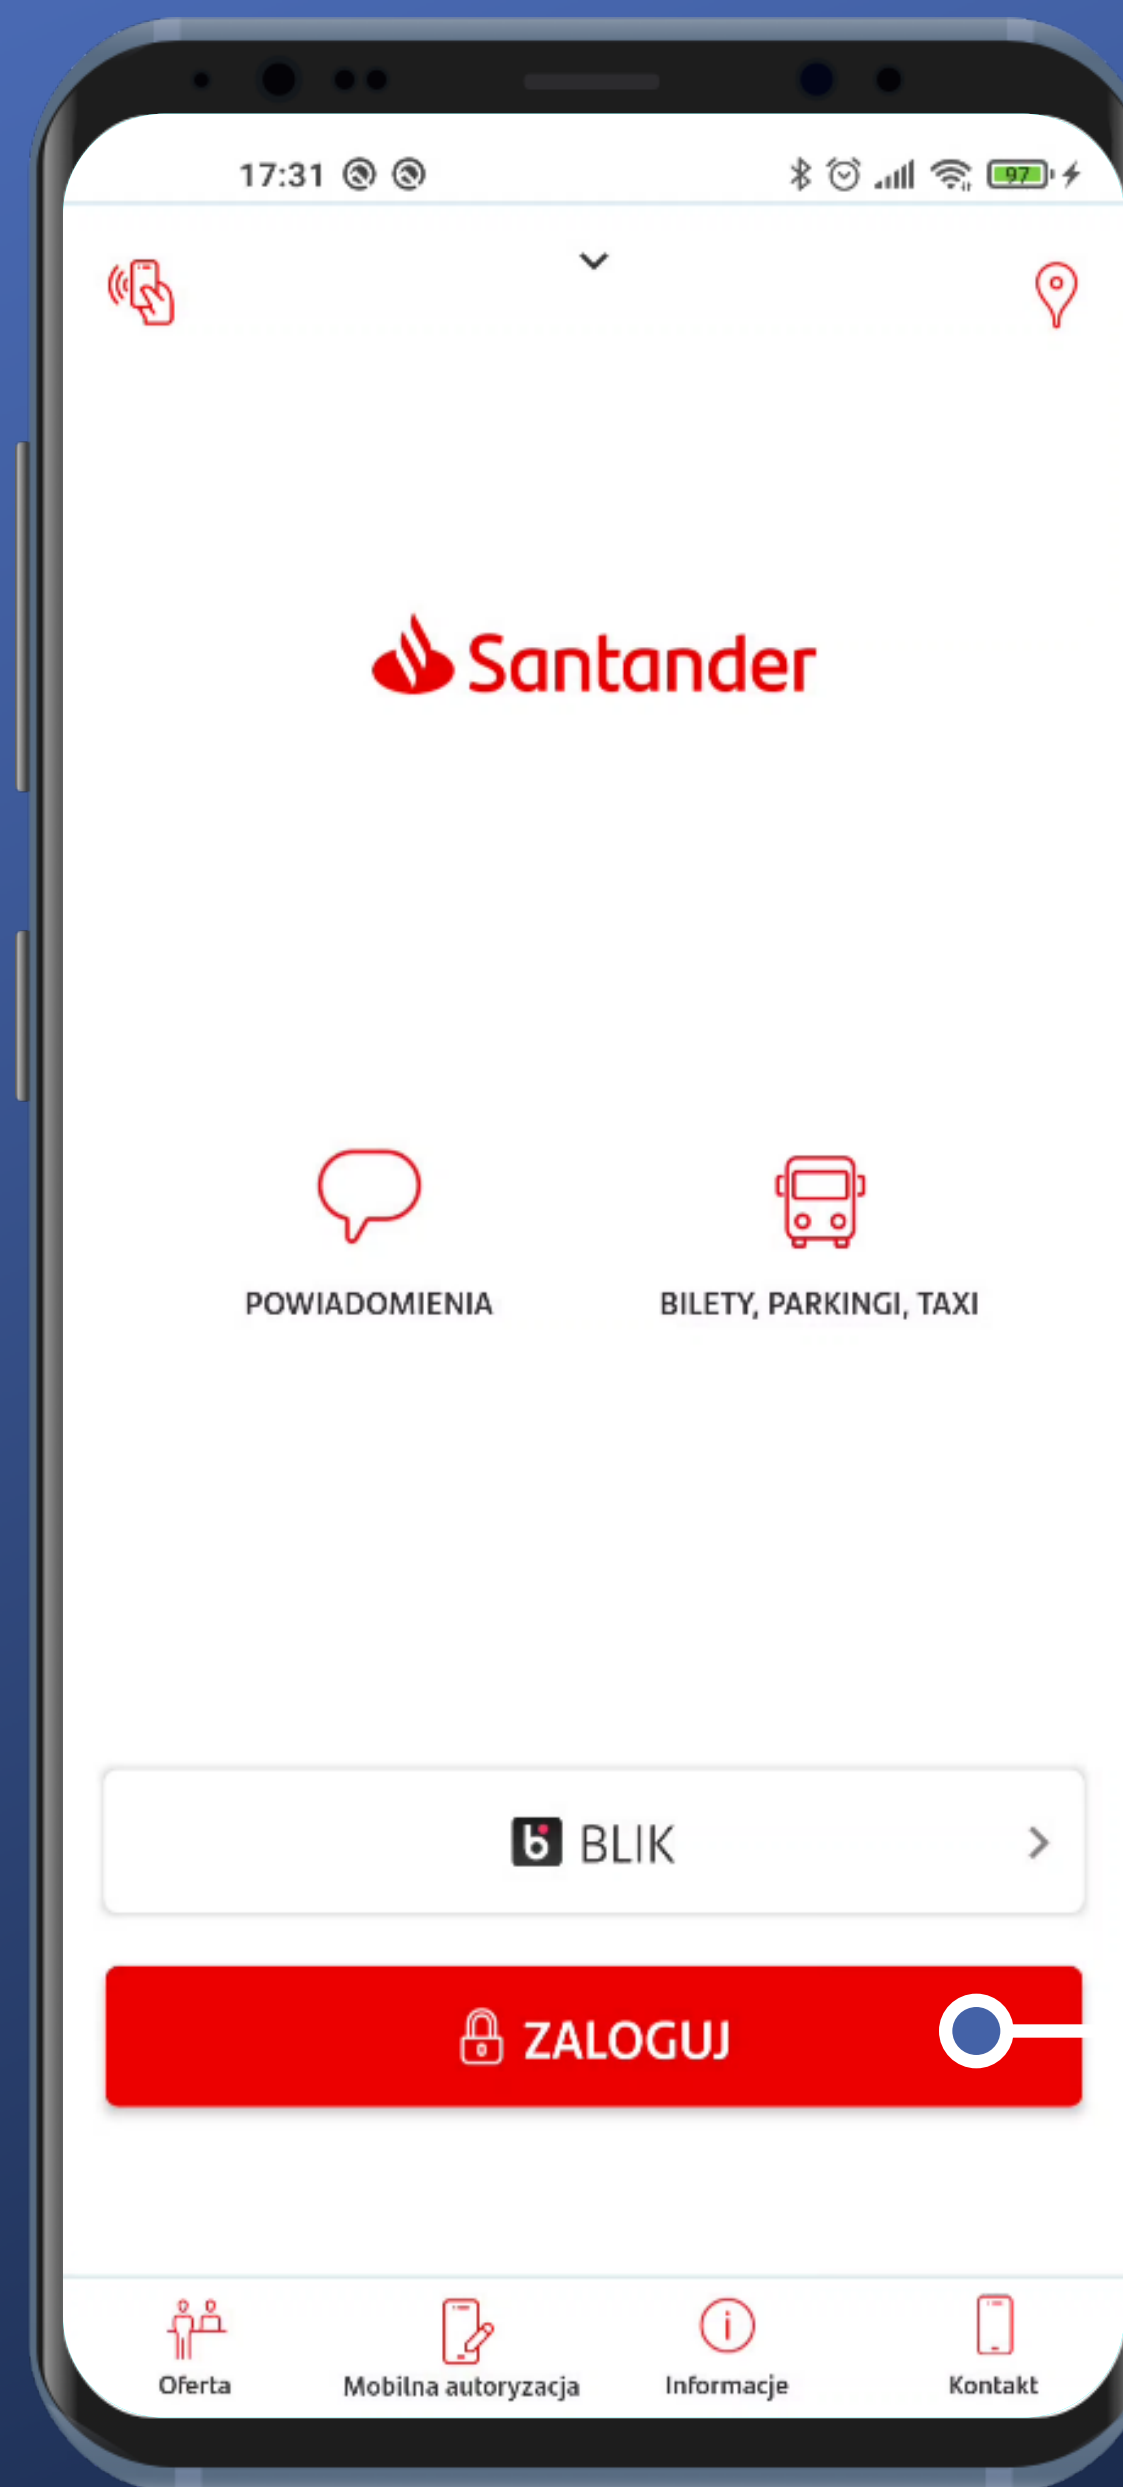 17:31
97
Santander
POWIADOMIENIA
BILETY, PARKINGI, TAXI
BLIK
ZALOGUJ
Oferta
Mobilna autoryzacja
Informacje
Kontakt